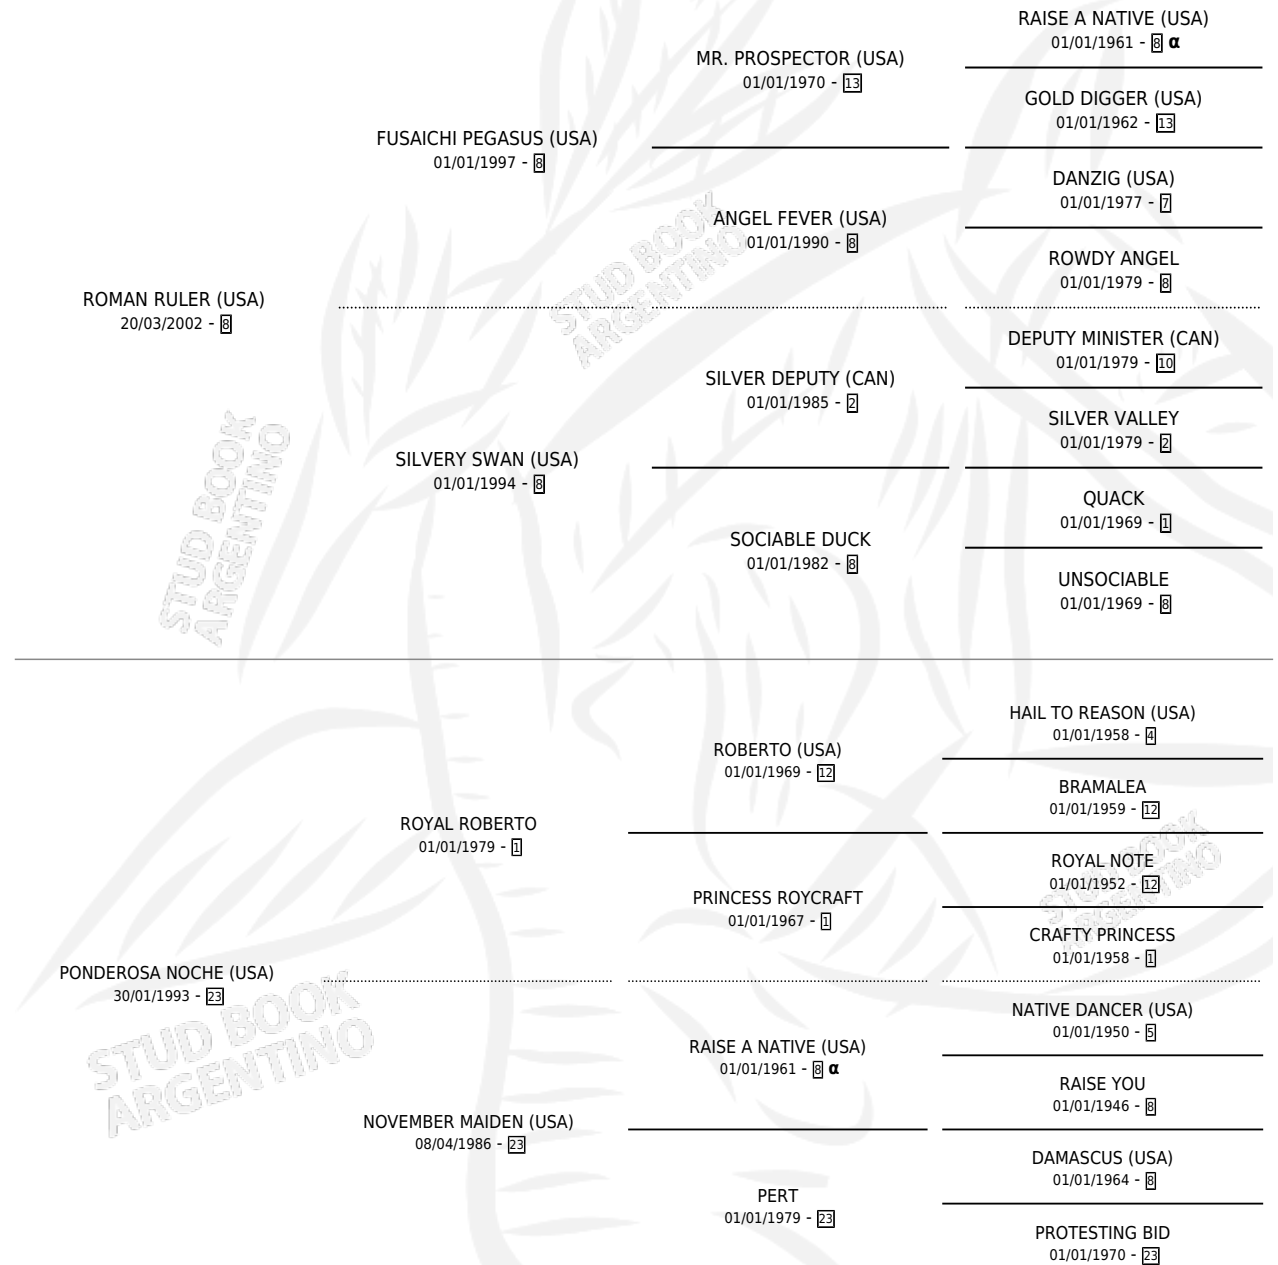 RAISE A NATIVE (USA)
01/01/1961 - 8 α
MR. PROSPECTOR (USA)
01/01/1970 - 13
GOLD DIGGER (USA)
01/01/1962 - 13
FUSAICHI PEGASUS (USA)
01/01/1997 - 8
DANZIG (USA)
01/01/1977 - 7
ANGEL FEVER (USA)
01/01/1990 - 8
ROWDY ANGEL
01/01/1979 - 8
ROMAN RULER (USA)
20/03/2002 - 8
DEPUTY MINISTER (CAN)
01/01/1979 - 10
SILVER DEPUTY (CAN)
01/01/1985 - 2
SILVER VALLEY
01/01/1979 - 2
SILVERY SWAN (USA)
01/01/1994 - 8
QUACK
01/01/1969 - 1
SOCIABLE DUCK
01/01/1982 - 8
UNSOCIABLE
01/01/1969 - 8
HAIL TO REASON (USA)
01/01/1958 - 4
ROBERTO (USA)
01/01/1969 - 12
BRAMALEA
01/01/1959 - 12
ROYAL ROBERTO
01/01/1979 - 1
ROYAL NOTE
01/01/1952 - 12
PRINCESS ROYCRAFT
01/01/1967 - 1
CRAFTY PRINCESS
01/01/1958 - 1
PONDEROSA NOCHE (USA)
30/01/1993 - 23
NATIVE DANCER (USA)
01/01/1950 - 5
RAISE A NATIVE (USA)
01/01/1961 - 8 α
RAISE YOU
01/01/1946 - 8
NOVEMBER MAIDEN (USA)
08/04/1986 - 23
DAMASCUS (USA)
01/01/1964 - 8
PERT
01/01/1979 - 23
PROTESTING BID
01/01/1970 - 23
STUD BOOK
ARGENTINO
STUD BOOK
ARGENTINO
STUD BOOK
ARGENTINO
STUD BOOK
ARGENTINO